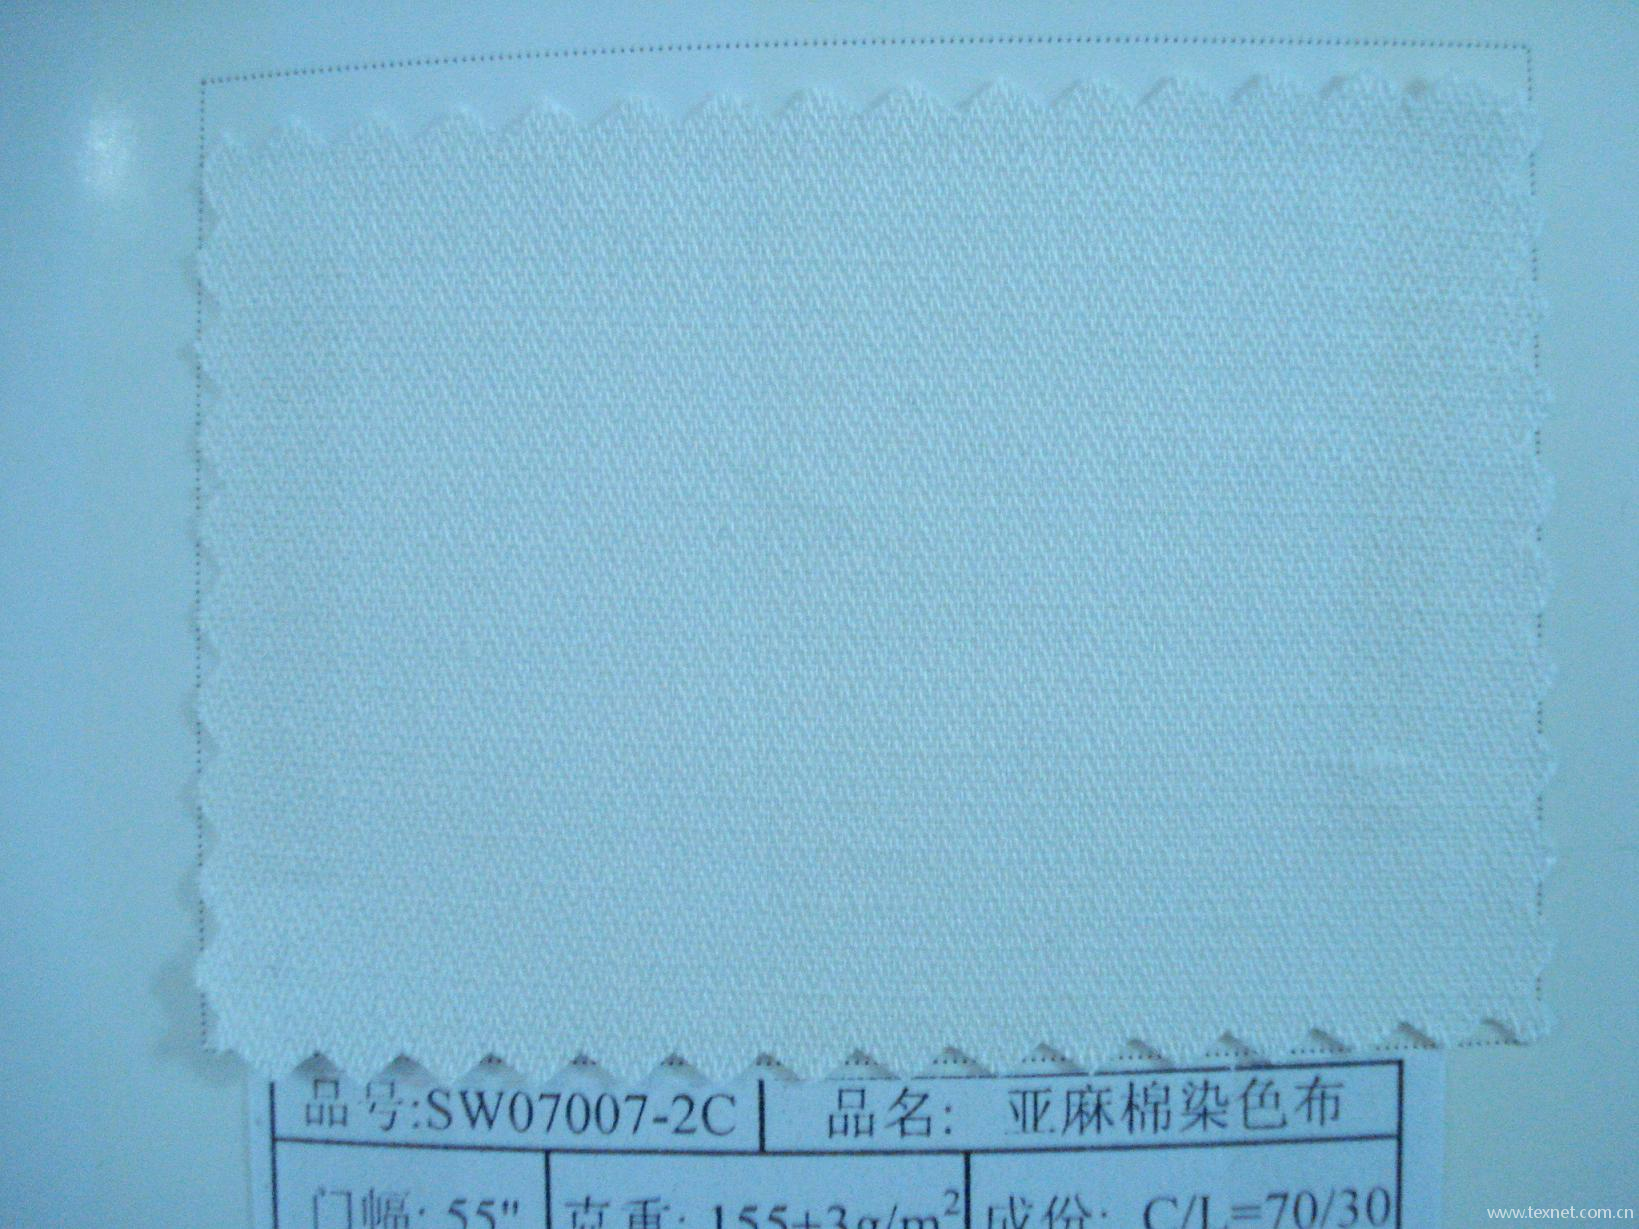 品号:SW07007-2C 品名: 亚麻棉染色布
门幅: 55" 克重: 155±3g/m² 成份: C/L=70/30
www.texnet.com.cn